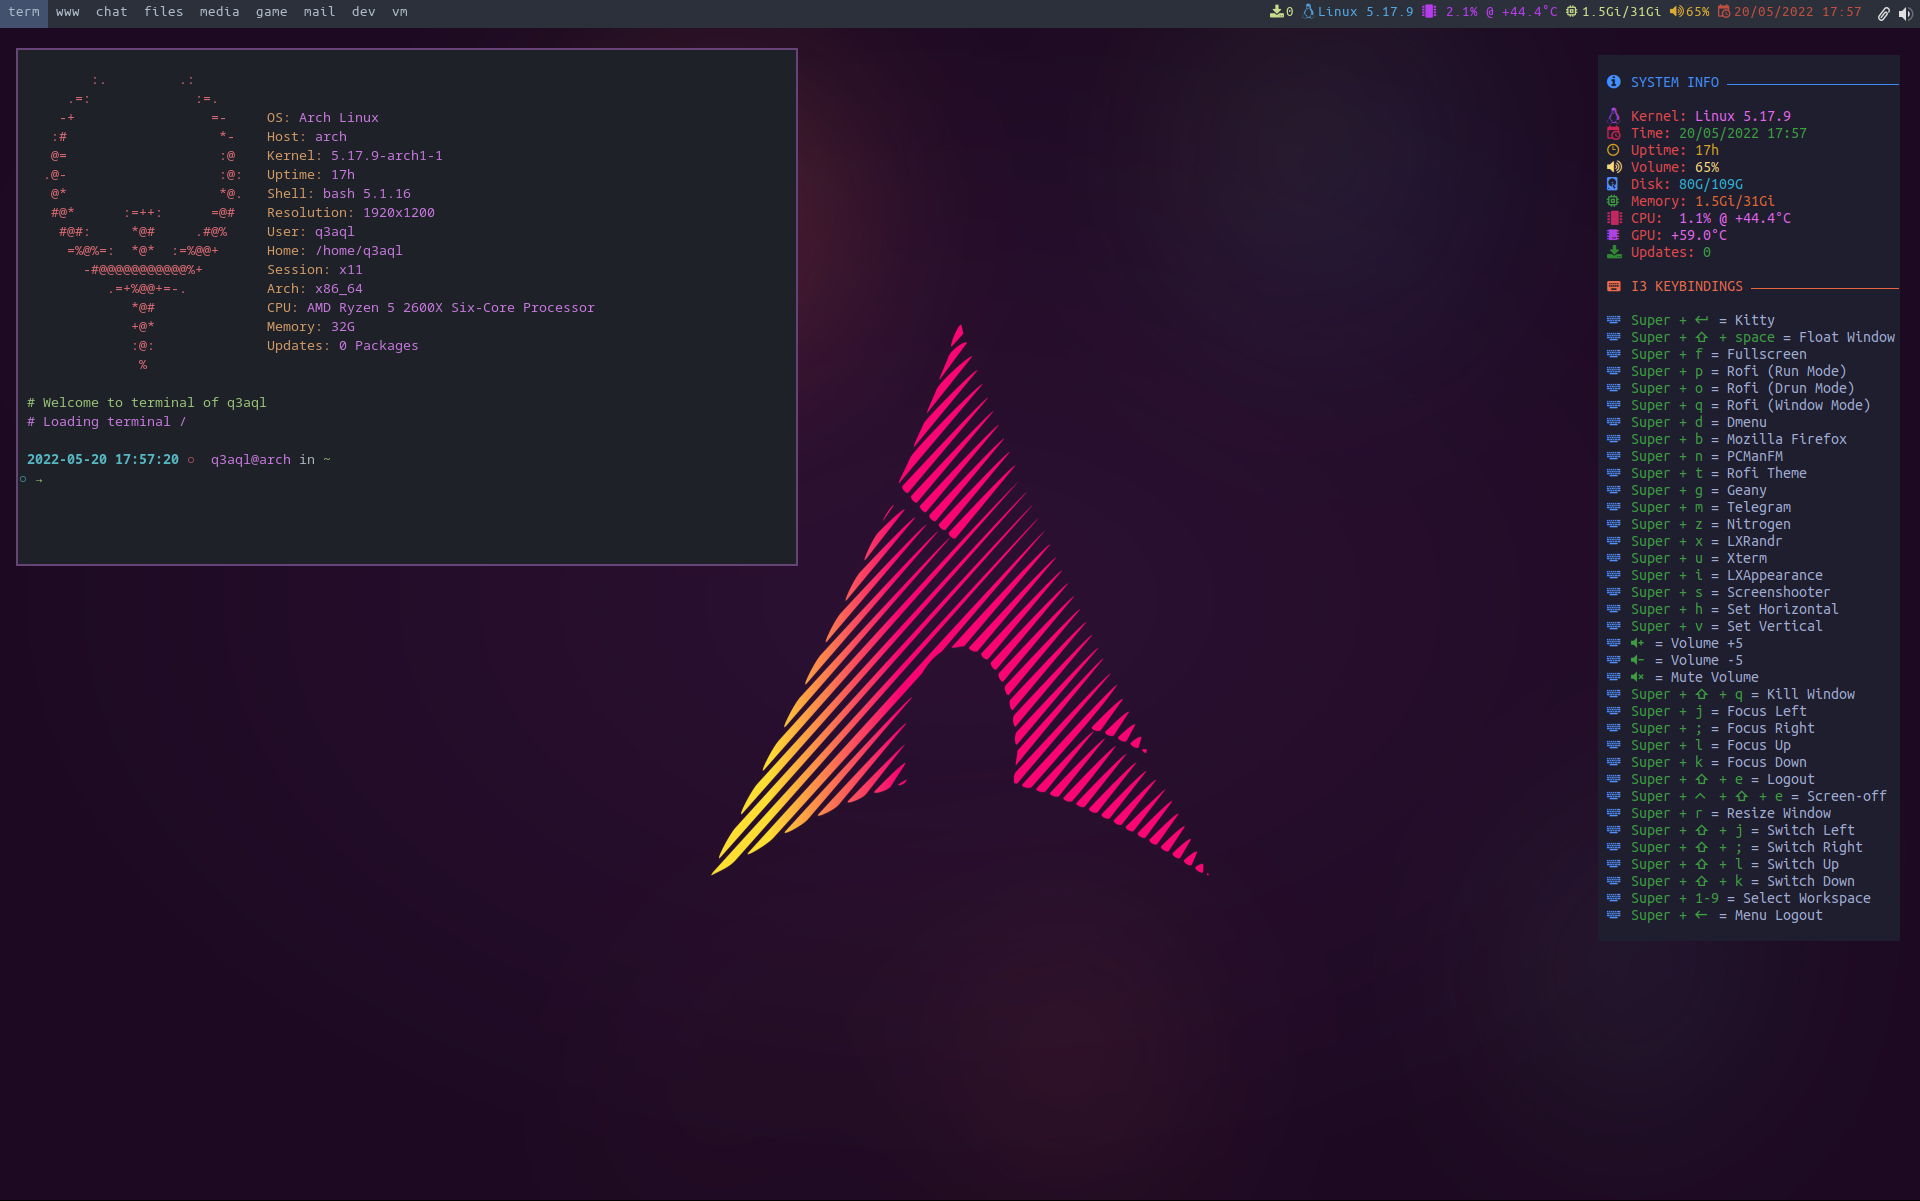 term www chat files media game mail dev vm
0 Linux 5.17.9 2.1% @ +44.4°C 1.5Gi/31Gi 65% 20/05/2022 17:57
:. .:
.=: :=.
-+ =- OS: Arch Linux
:# *- Host: arch
@= :@ Kernel: 5.17.9-arch1-1
.@- :@: Uptime: 17h
@* *@. Shell: bash 5.1.16
#@* :=++: =@# Resolution: 1920x1200
#@#: *@# .#@% User: q3aql
=%@%=: *@* :=%@@+ Home: /home/q3aql
-#@@@@@@@@@@@%+ Session: x11
.=+%@@+=-. Arch: x86_64
*@# CPU: AMD Ryzen 5 2600X Six-Core Processor
+@* Memory: 32G
:@: Updates: 0 Packages
%
# Welcome to terminal of q3aql
# Loading terminal /
2022-05-20 17:57:20 ○ q3aql@arch in ~
○ →
SYSTEM INFO
Kernel: Linux 5.17.9
Time: 20/05/2022 17:57
Uptime: 17h
Volume: 65%
Disk: 80G/109G
Memory: 1.5Gi/31Gi
CPU: 1.1% @ +44.4°C
GPU: +59.0°C
Updates: 0
I3 KEYBINDINGS
Super + ↵ = Kitty
Super + ⇧ + space = Float Window
Super + f = Fullscreen
Super + p = Rofi (Run Mode)
Super + o = Rofi (Drun Mode)
Super + q = Rofi (Window Mode)
Super + d = Dmenu
Super + b = Mozilla Firefox
Super + n = PCManFM
Super + t = Rofi Theme
Super + g = Geany
Super + m = Telegram
Super + z = Nitrogen
Super + x = LXRandr
Super + u = Xterm
Super + i = LXAppearance
Super + s = Screenshooter
Super + h = Set Horizontal
Super + v = Set Vertical
= Volume +5
= Volume -5
= Mute Volume
Super + ⇧ + q = Kill Window
Super + j = Focus Left
Super + ; = Focus Right
Super + l = Focus Up
Super + k = Focus Down
Super + ⇧ + e = Logout
Super + ^ + ⇧ + e = Screen-off
Super + r = Resize Window
Super + ⇧ + j = Switch Left
Super + ⇧ + ; = Switch Right
Super + ⇧ + l = Switch Up
Super + ⇧ + k = Switch Down
Super + 1-9 = Select Workspace
Super + ← = Menu Logout